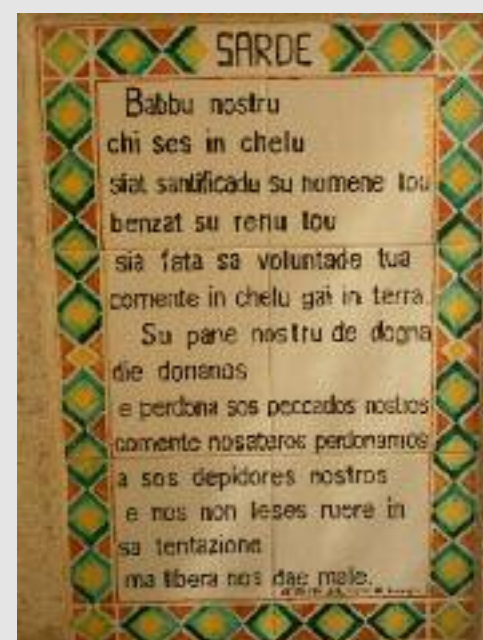 SARDE
Babbu nostru
chi ses in chelu
siat santificadu su nomene tou
benzat su renu tou
sia fata sa voluntade tua
comente in chelu gai in terra.
Su pane nostru de dogna
die donanos
e perdona sos peccados nostros
comente nosateros perdonamos
a sos depidores nostros
e nos non leses ruere in
sa tentazione
ma libera nos dae male.